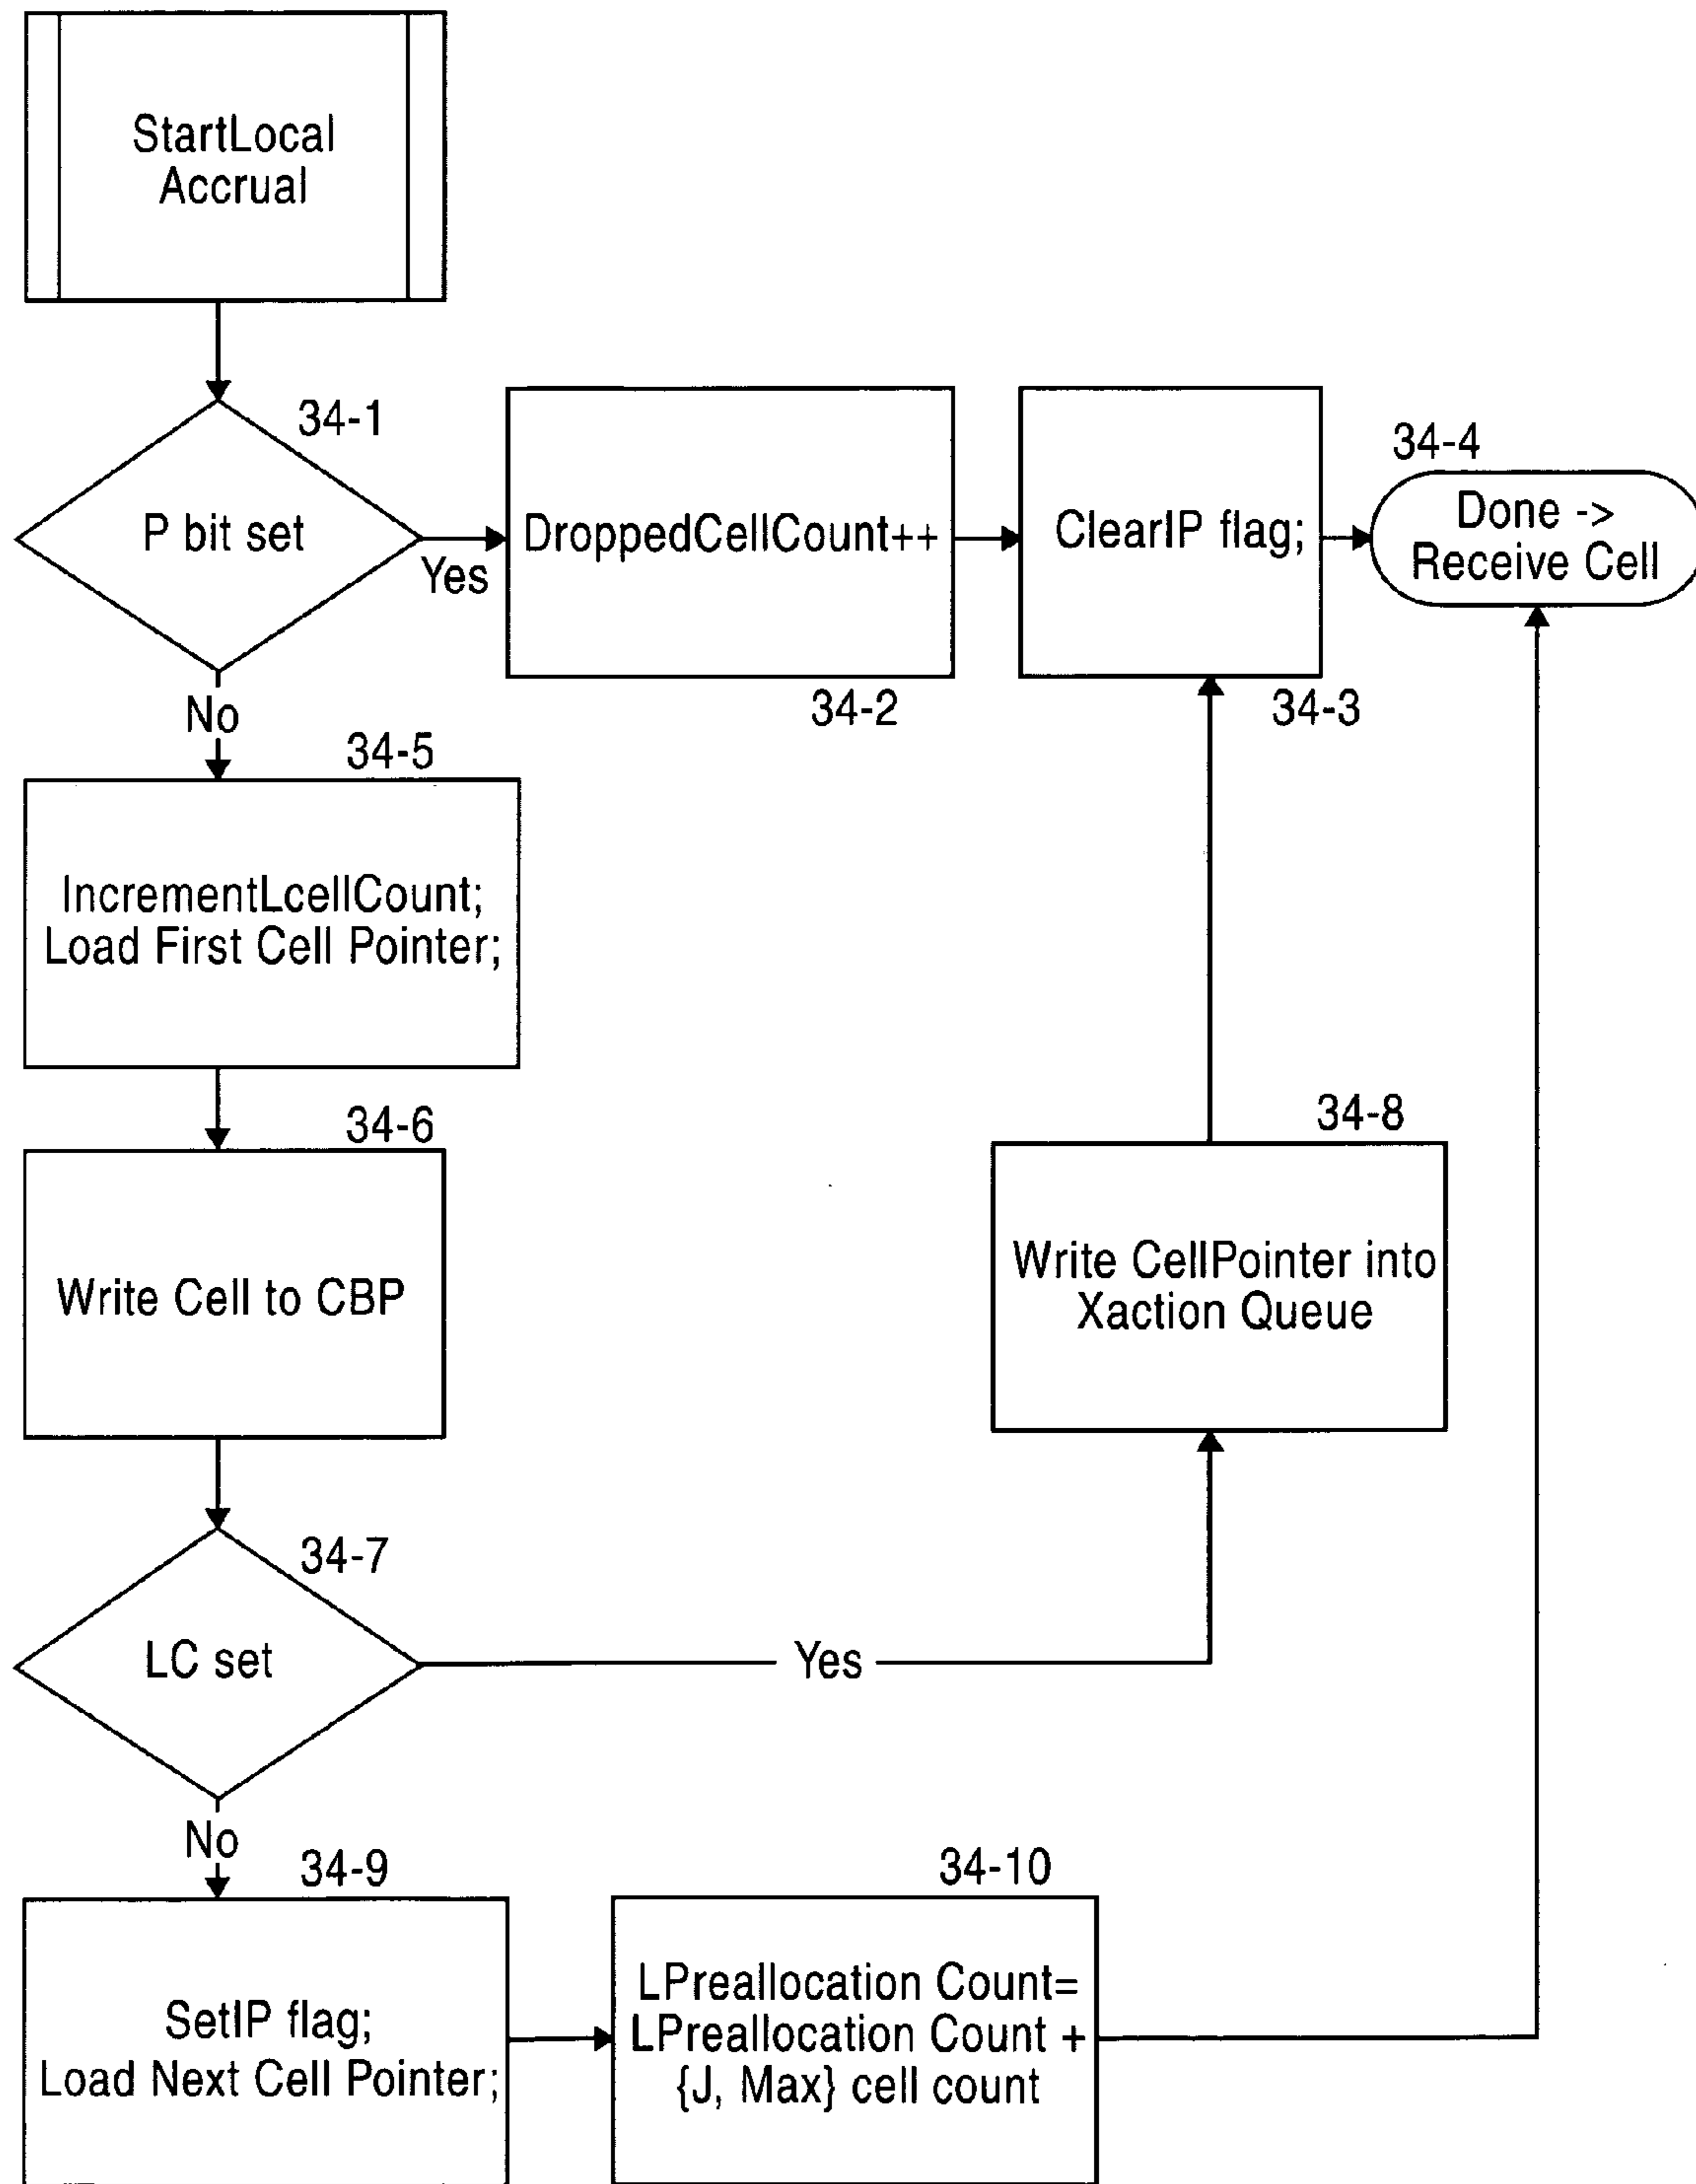 StartLocal
Accrual
34-1
P bit set
Yes
No
DroppedCellCount++
34-2
ClearIP flag;
34-3
34-4
Done ->
Receive Cell
34-5
IncrementLcellCount;
Load First Cell Pointer;
34-6
Write Cell to CBP
34-7
LC set
Yes
No
34-8
Write CellPointer into
Xaction Queue
34-9
SetIP flag;
Load Next Cell Pointer;
34-10
LPreallocation Count=
LPreallocation Count +
{J, Max} cell count